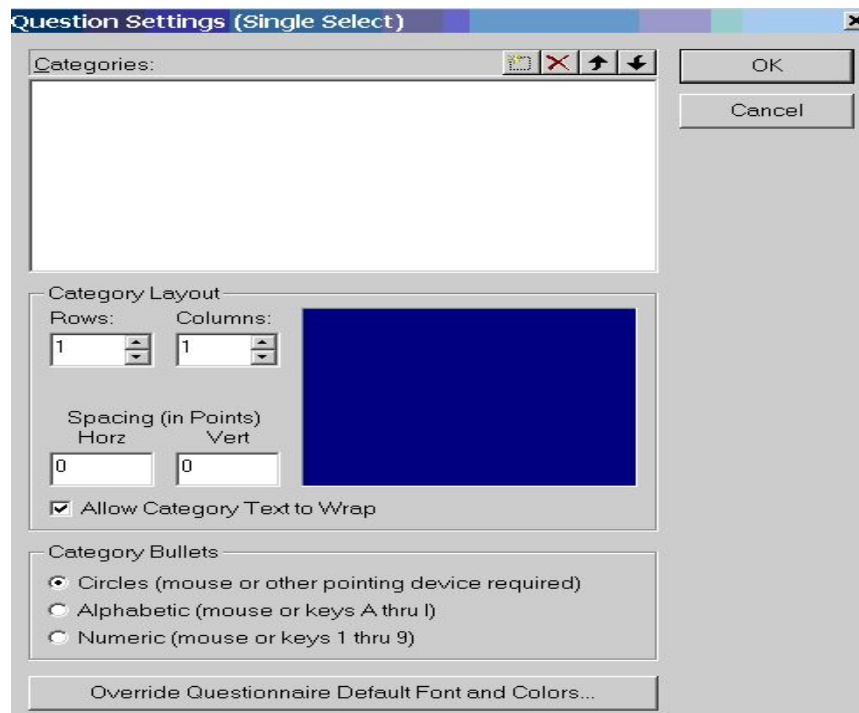 Question Settings (Single Select)
Categories:
OK
Cancel
Category Layout
Rows: Columns:
1 1
Spacing (in Points)
Horz Vert
0 0
Allow Category Text to Wrap
Category Bullets
Circles (mouse or other pointing device required)
Alphabetic (mouse or keys A thru I)
Numeric (mouse or keys 1 thru 9)
Override Questionnaire Default Font and Colors...